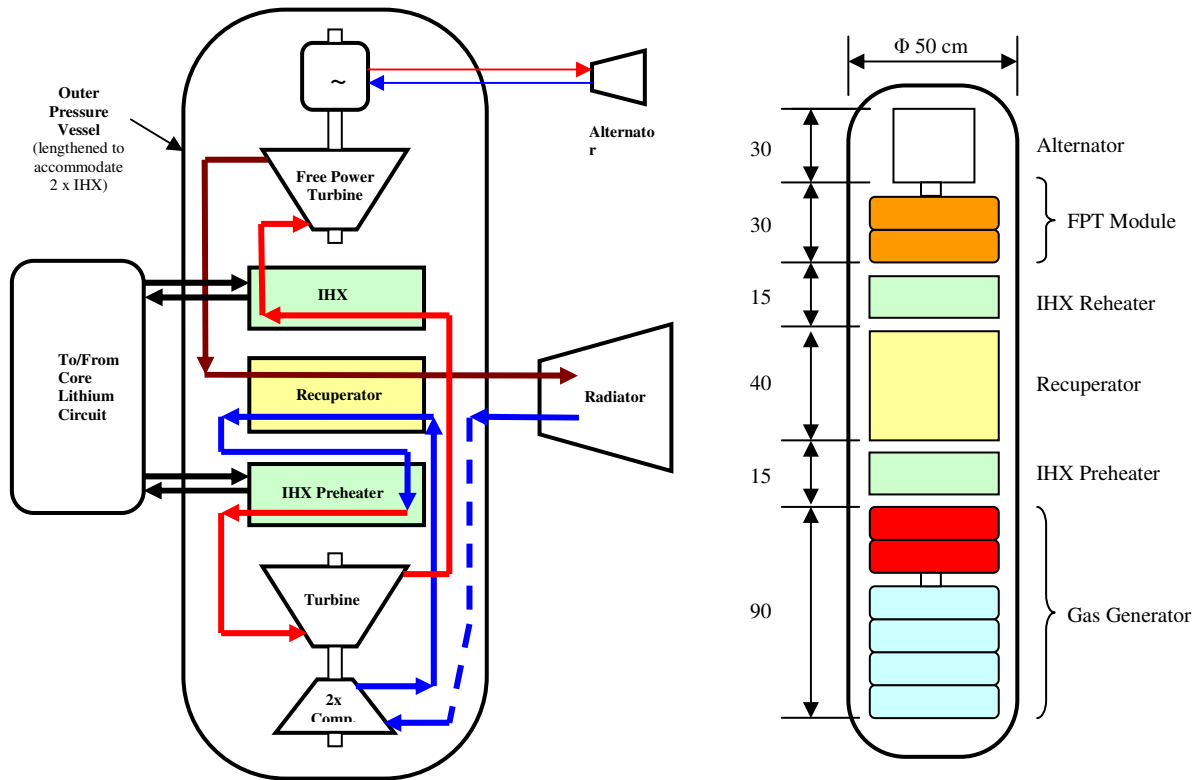 Outer
Pressure
Vessel
(lengthened to
accommodate
2 x IHX)
~
Alternato
r
Free Power
Turbine
IHX
To/From
Core
Lithium
Circuit
Recuperator
Radiator
IHX Preheater
Turbine
2x
Comp.
Φ 50 cm
30
Alternator
30
FPT Module
15
IHX Reheater
40
Recuperator
15
IHX Preheater
90
Gas Generator